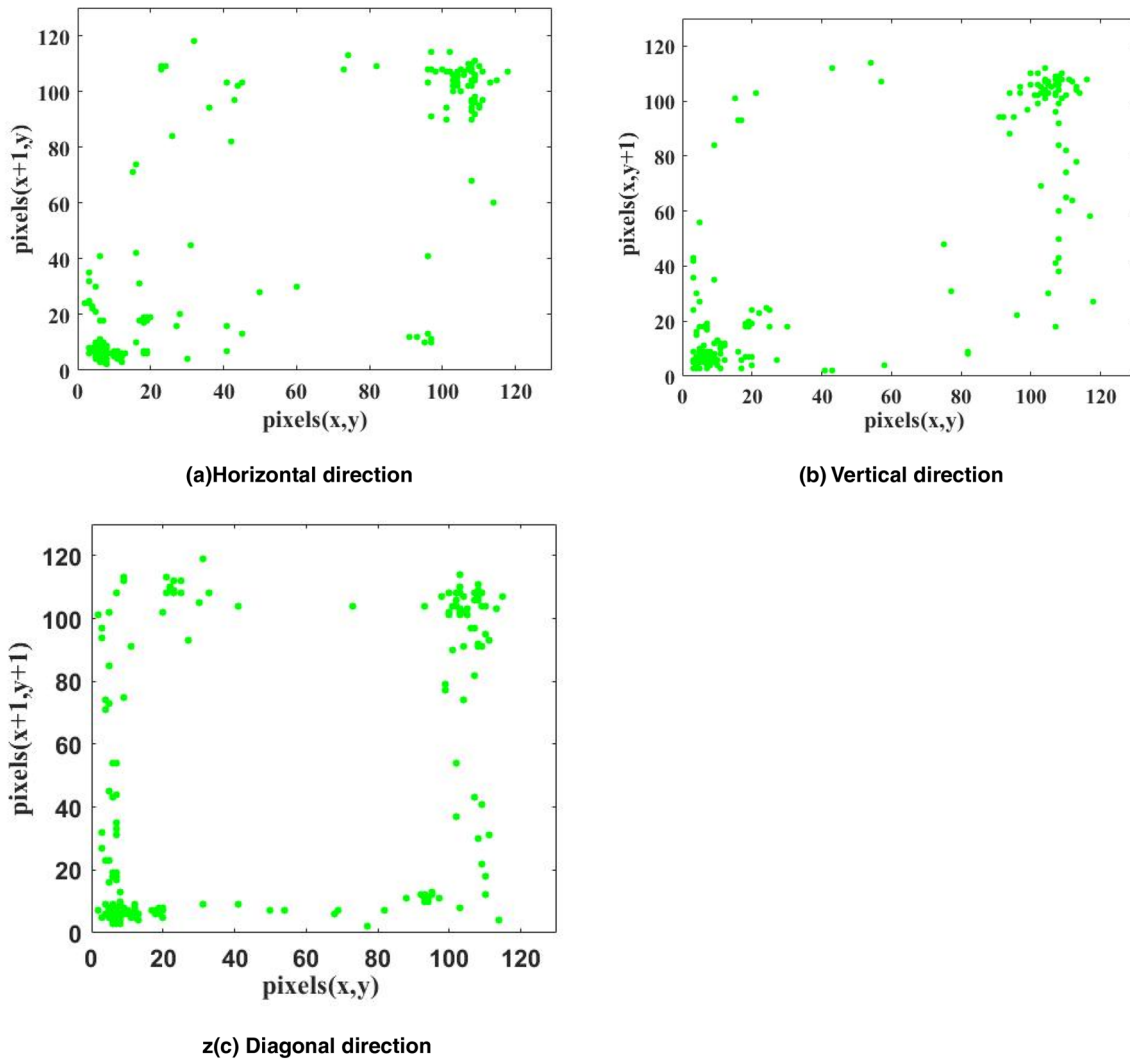 120
100
80
60
40
20
0
pixels(x+1,y)
0 20 40 60 80 100 120
pixels(x,y)
(a)Horizontal direction
120
100
80
60
40
20
0
pixels(x,y+1)
0 20 40 60 80 100 120
pixels(x,y)
(b) Vertical direction
120
100
80
60
40
20
0
pixels(x+1,y+1)
0 20 40 60 80 100 120
pixels(x,y)
z(c) Diagonal direction